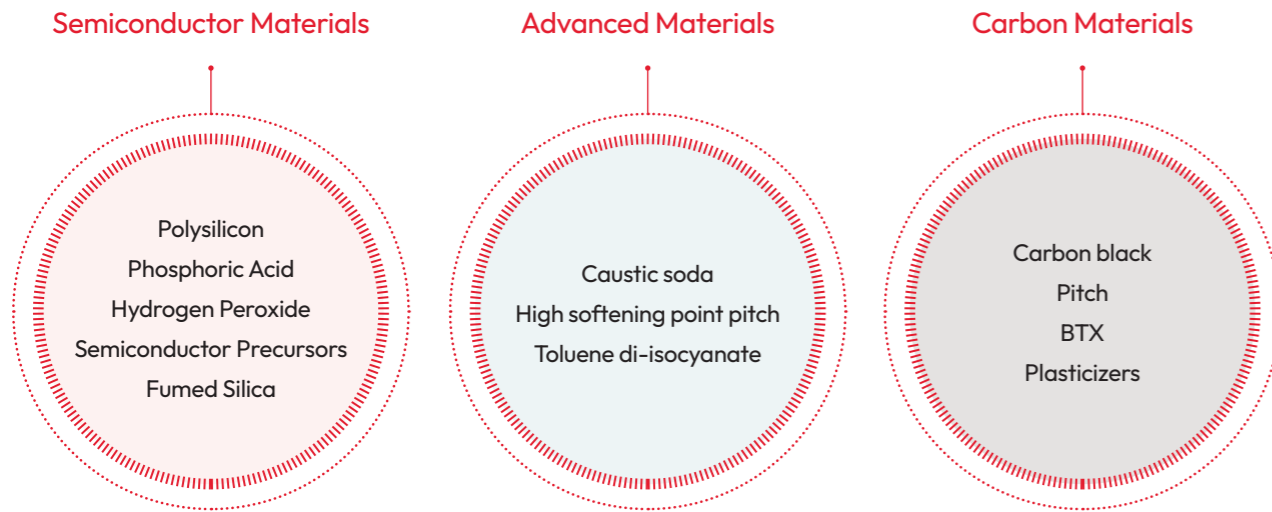 Semiconductor Materials
Polysilicon
Phosphoric Acid
Hydrogen Peroxide
Semiconductor Precursors
Fumed Silica
Advanced Materials
Caustic soda
High softening point pitch
Toluene di-isocyanate
Carbon Materials
Carbon black
Pitch
BTX
Plasticizers